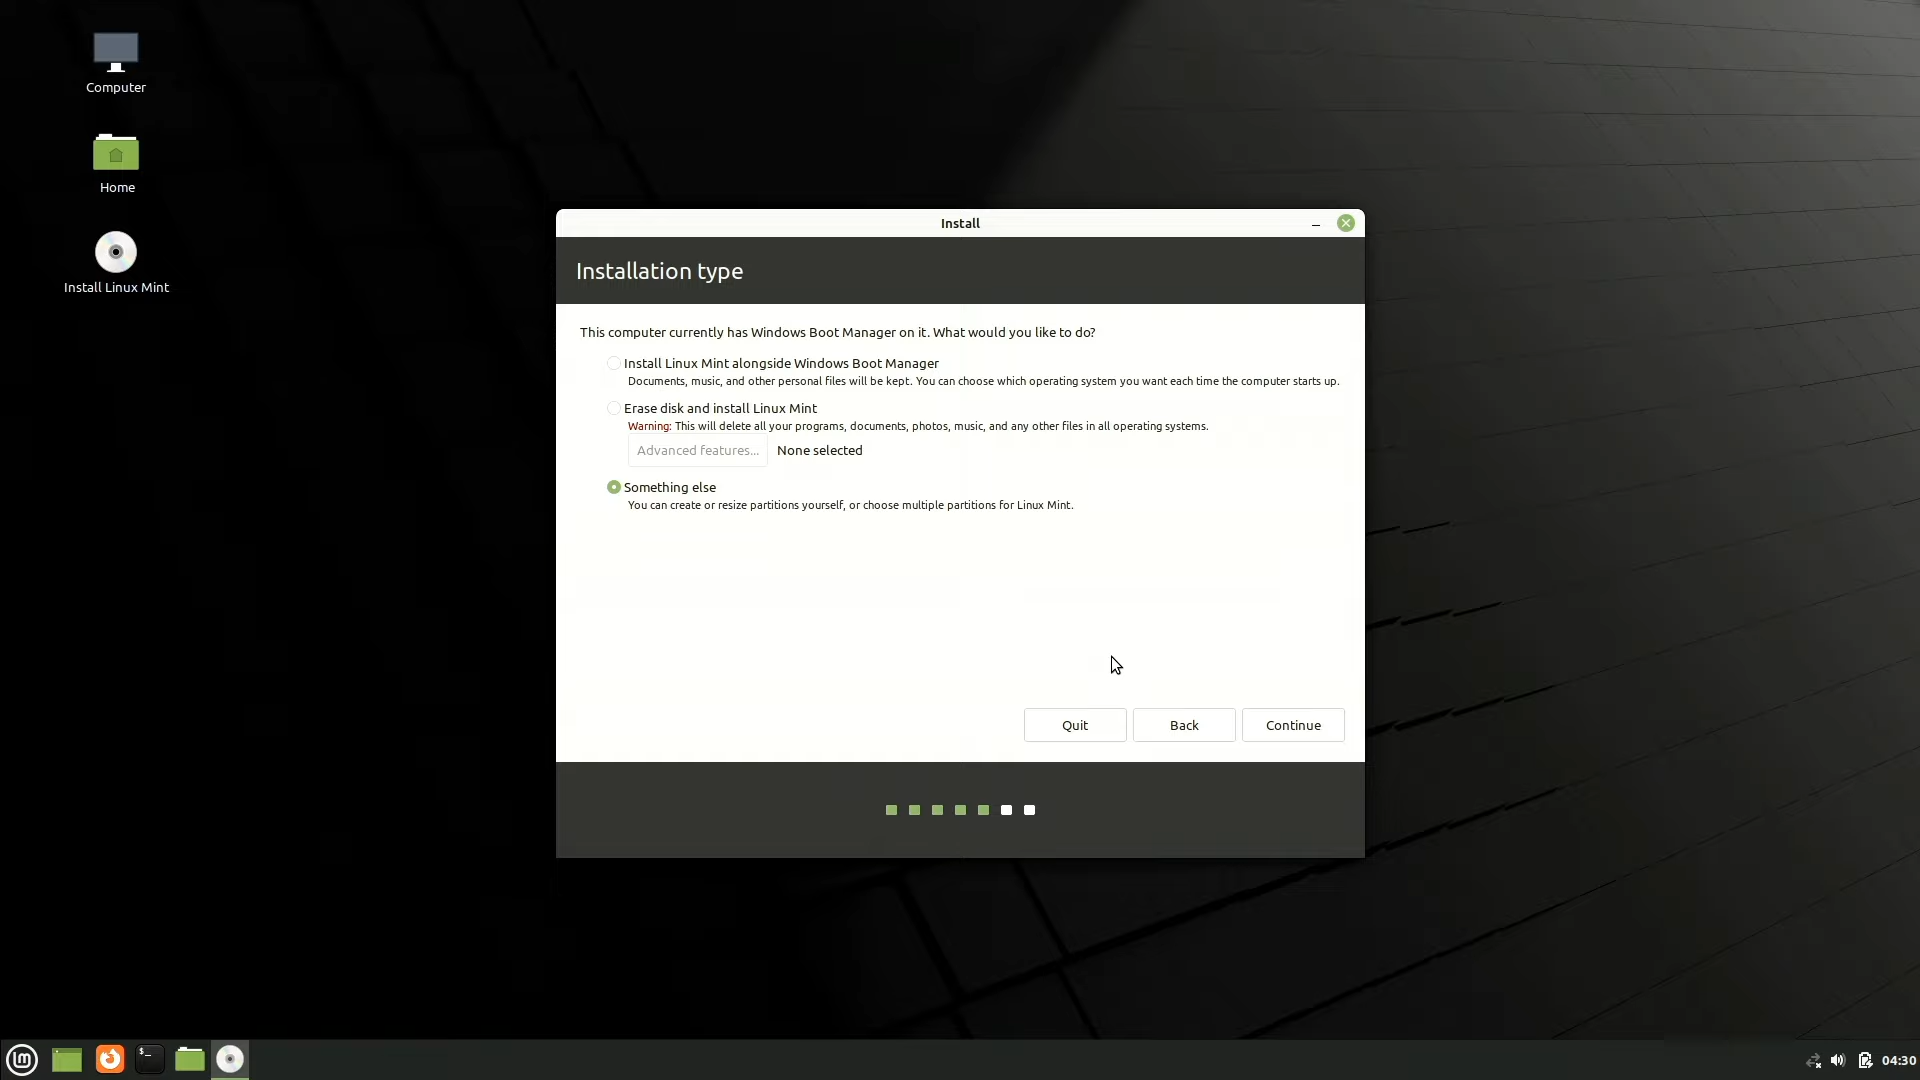 Computer
Home
Install Linux Mint
Install
Installation type
This computer currently has Windows Boot Manager on it. What would you like to do?
Install Linux Mint alongside Windows Boot Manager
Documents, music, and other personal files will be kept. You can choose which operating system you want each time the computer starts up.
Erase disk and install Linux Mint
Warning: This will delete all your programs, documents, photos, music, and any other files in all operating systems.
Advanced features... None selected
Something else
You can create or resize partitions yourself, or choose multiple partitions for Linux Mint.
Quit Back Continue
$_
04:30